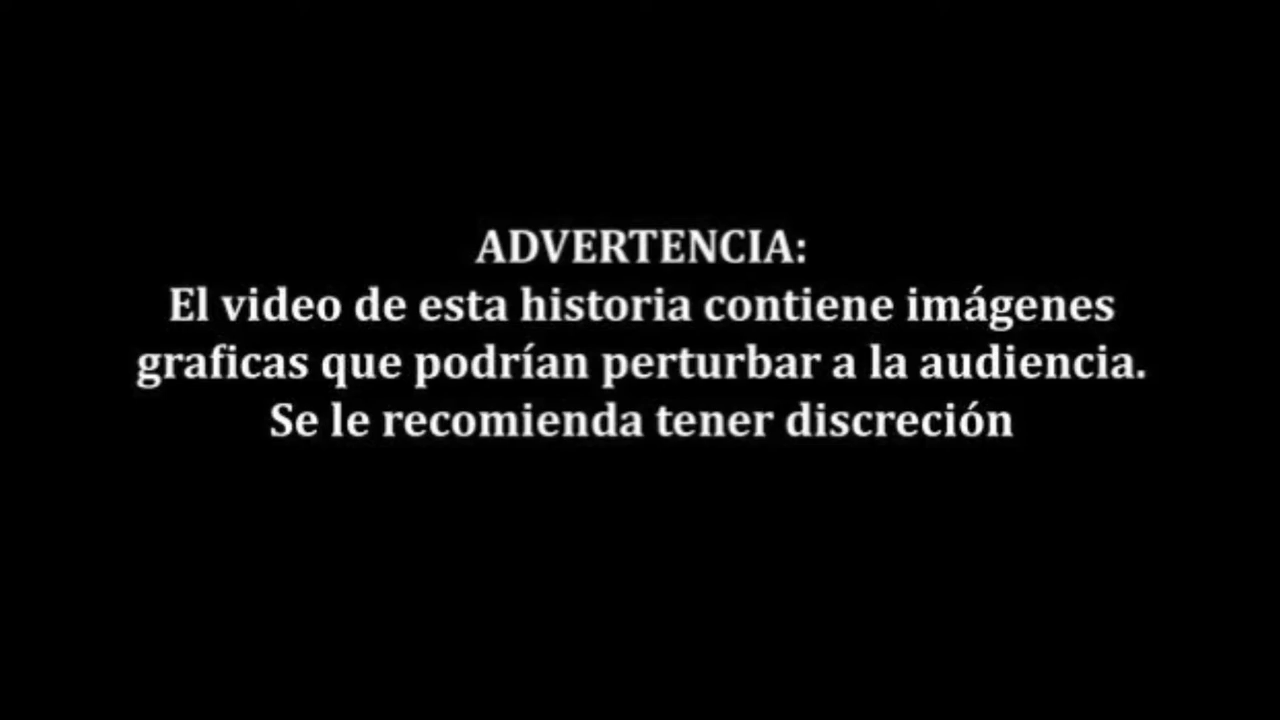 ADVERTENCIA:
El video de esta historia contiene imágenes
graficas que podrían perturbar a la audiencia.
Se le recomienda tener discreción